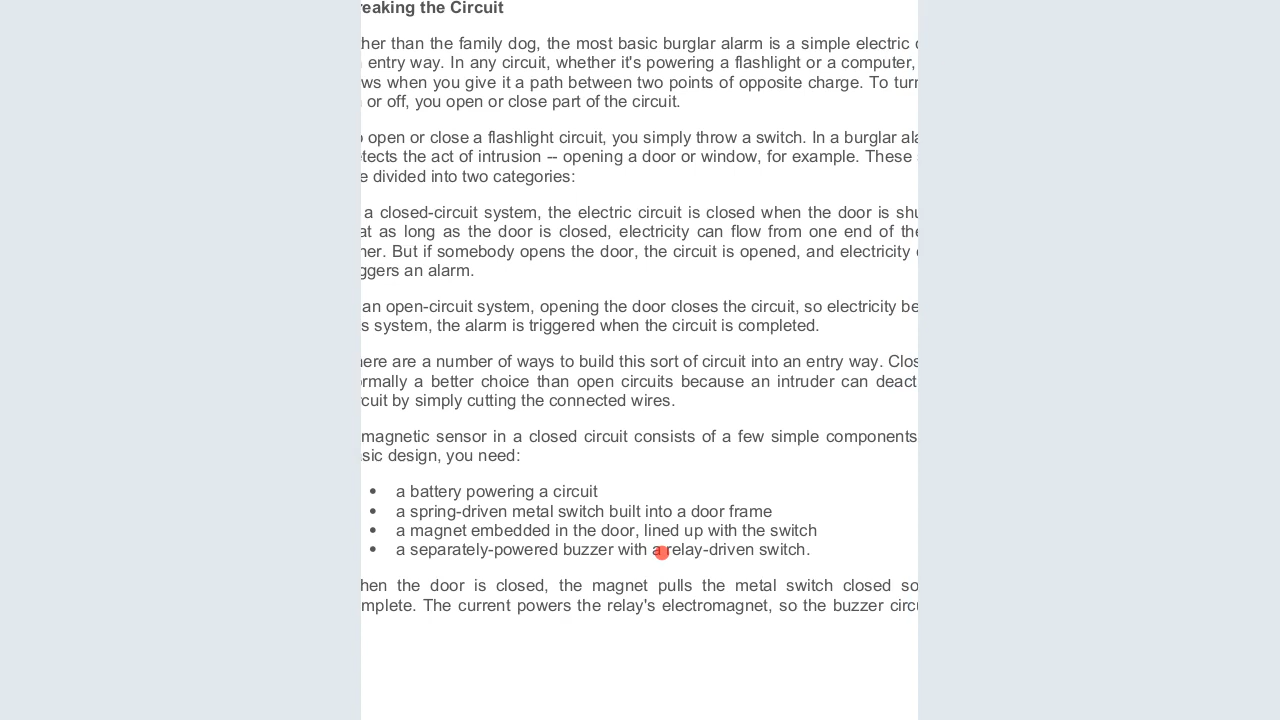 reaking the Circuit
her than the family dog, the most basic burglar alarm is a simple electric
entry way. In any circuit, whether it's powering a flashlight or a computer,
ws when you give it a path between two points of opposite charge. To turn
or off, you open or close part of the circuit.
open or close a flashlight circuit, you simply throw a switch. In a burglar ala
tects the act of intrusion -- opening a door or window, for example. These
e divided into two categories:
a closed-circuit system, the electric circuit is closed when the door is shu
at as long as the door is closed, electricity can flow from one end of the
her. But if somebody opens the door, the circuit is opened, and electricity
ggers an alarm.
an open-circuit system, opening the door closes the circuit, so electricity be
s system, the alarm is triggered when the circuit is completed.
here are a number of ways to build this sort of circuit into an entry way. Clos
ormally a better choice than open circuits because an intruder can deact
rcuit by simply cutting the connected wires.
magnetic sensor in a closed circuit consists of a few simple components
sic design, you need:
• a battery powering a circuit
• a spring-driven metal switch built into a door frame
• a magnet embedded in the door, lined up with the switch
• a separately-powered buzzer with a relay-driven switch.
hen the door is closed, the magnet pulls the metal switch closed so
mplete. The current powers the relay's electromagnet, so the buzzer circu